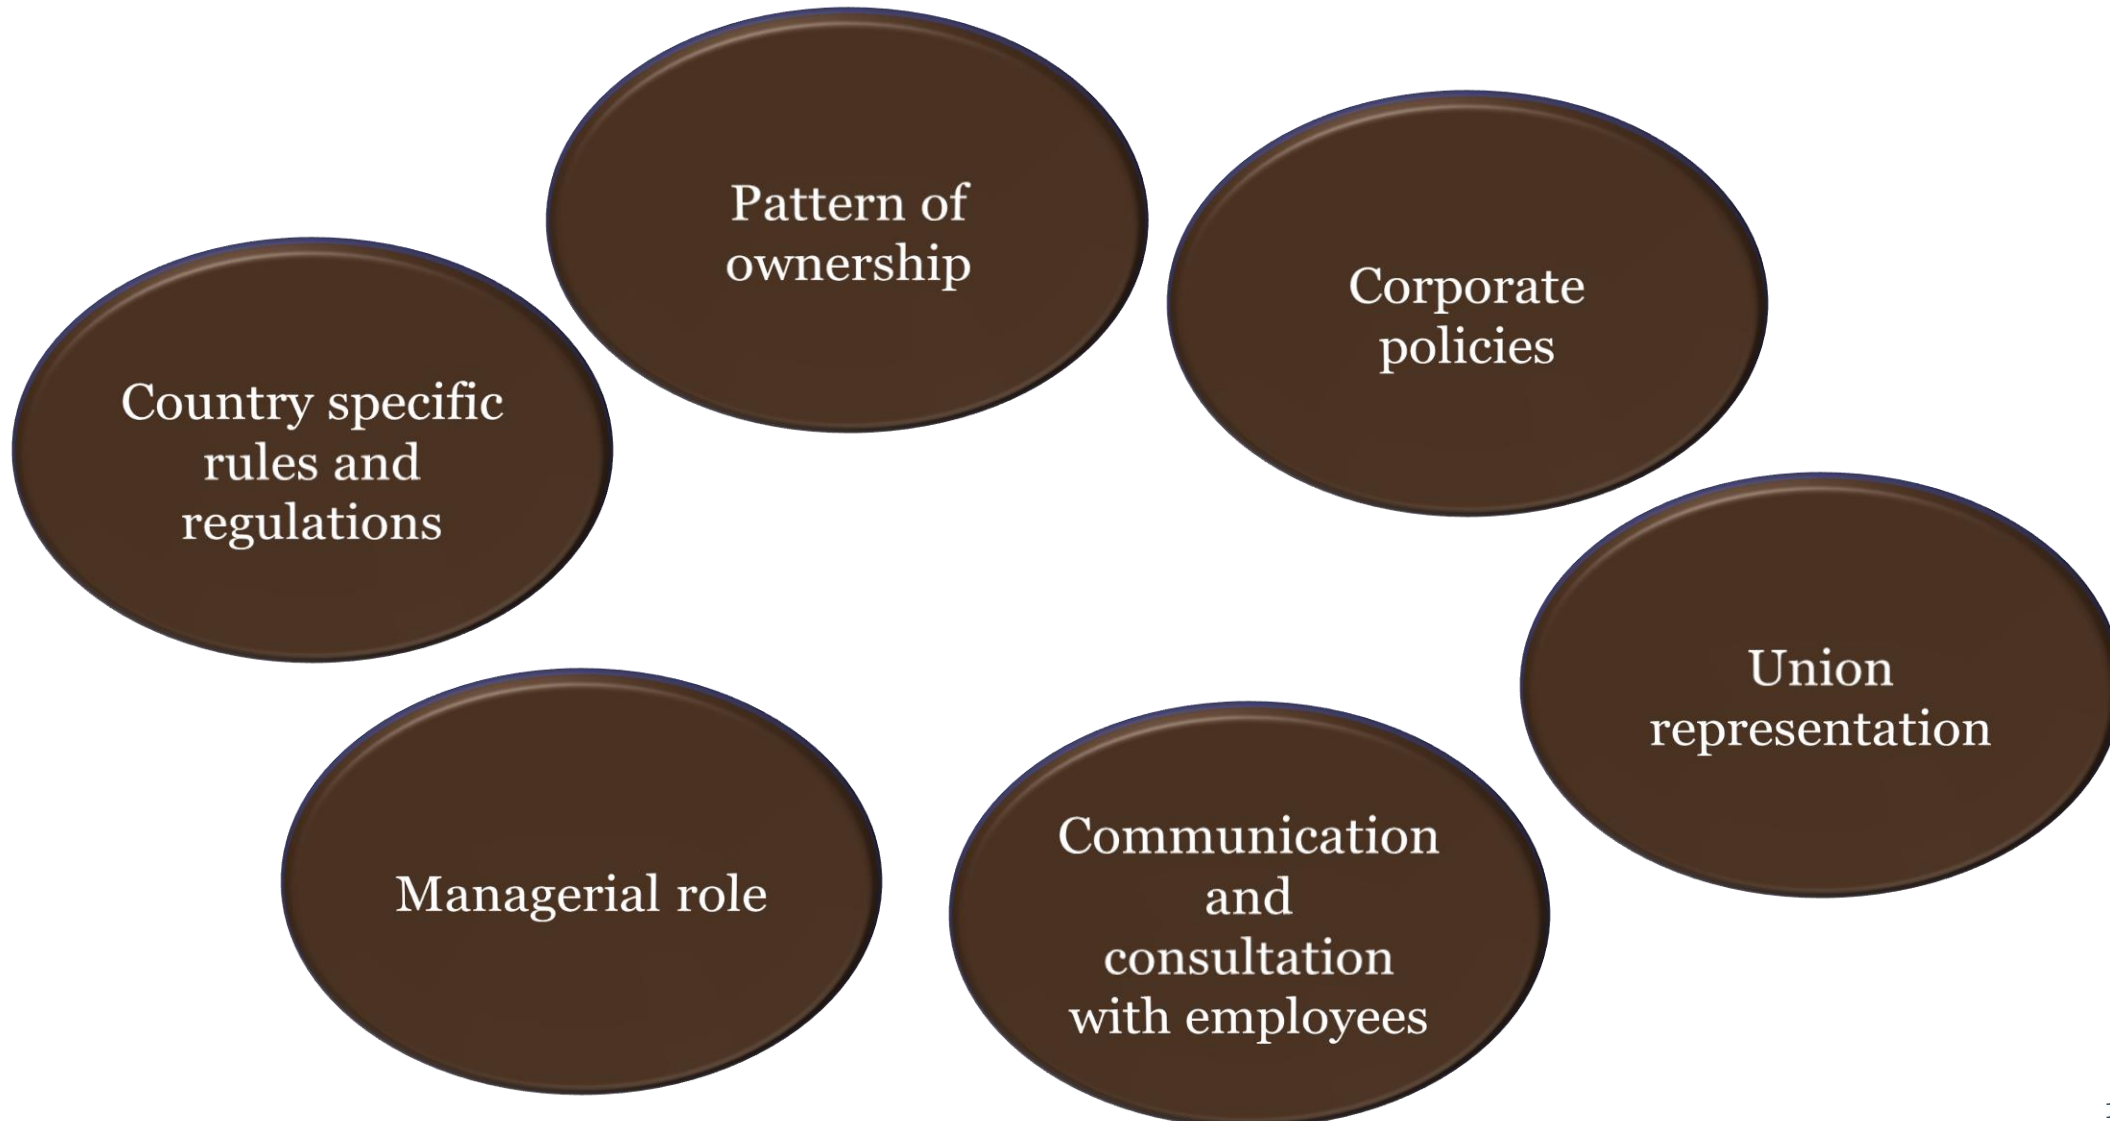 Pattern of
ownership
Corporate
policies
Country specific
rules and
regulations
Union
representation
Managerial role
Communication
and
consultation
with employees